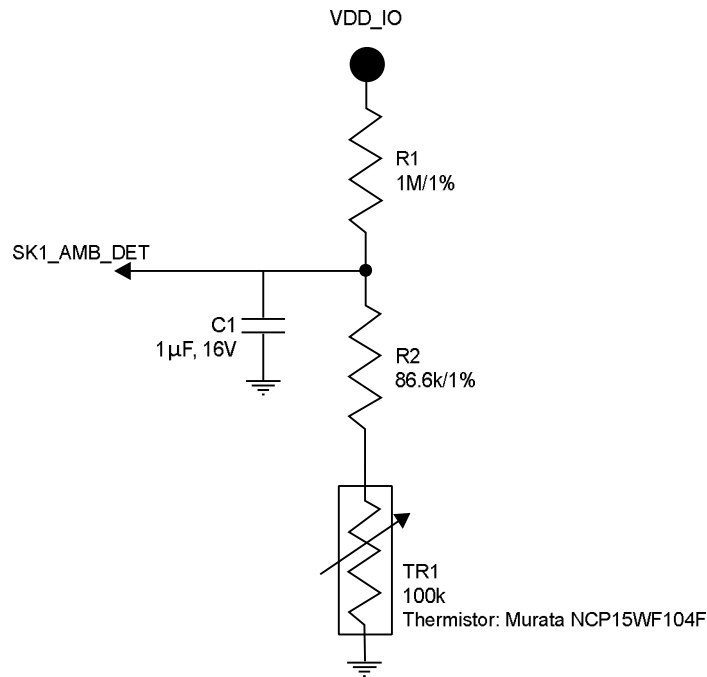 VDD_IO
R1
1M/1%
SK1_AMB_DET
C1
1µF, 16V
R2
86.6k/1%
TR1
100k
Thermistor: Murata NCP15WF104F